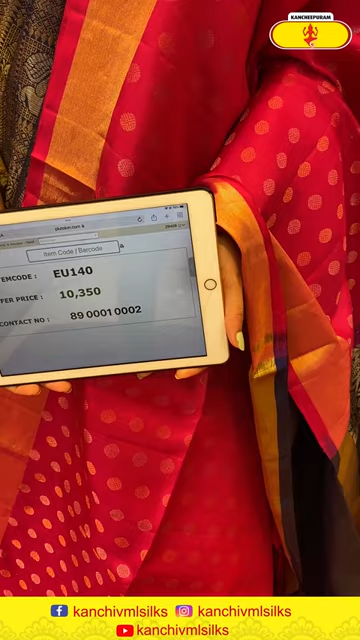 KANCHEEPURAM
Item Code / Barcode
EMCODE : EU140
FER PRICE : 10,350
CONTACT NO : 89 0001 0002
kanchivmlsilks kanchivmlsilks
kanchivmlsilks